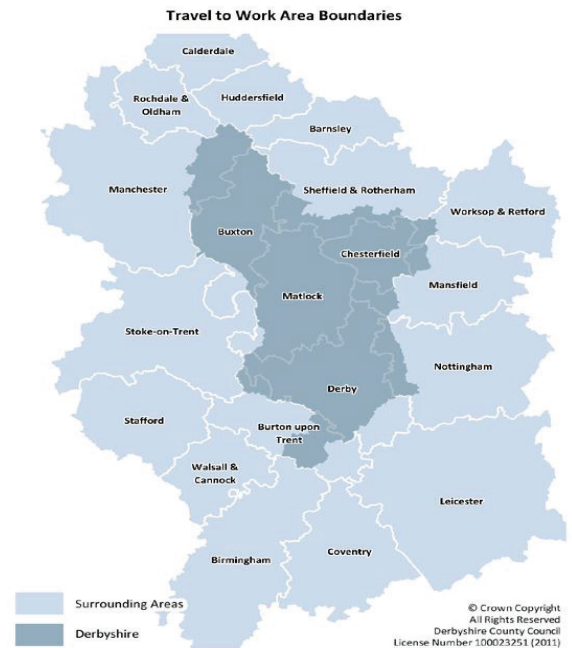 Travel to Work Area Boundaries
Calderdale
Rochdale &
Oldham
Huddersfield
Barnsley
Manchester
Sheffield & Rotherham
Worksop & Retford
Buxton
Chesterfield
Mansfield
Matlock
Stoke-on-Trent
Nottingham
Derby
Stafford
Burton upon
Trent
Walsall &
Cannock
Leicester
Birmingham
Coventry
Surrounding Areas
Derbyshire
© Crown Copyright
All Rights Reserved
Derbyshire County Council
License Number 100023251 (2011)